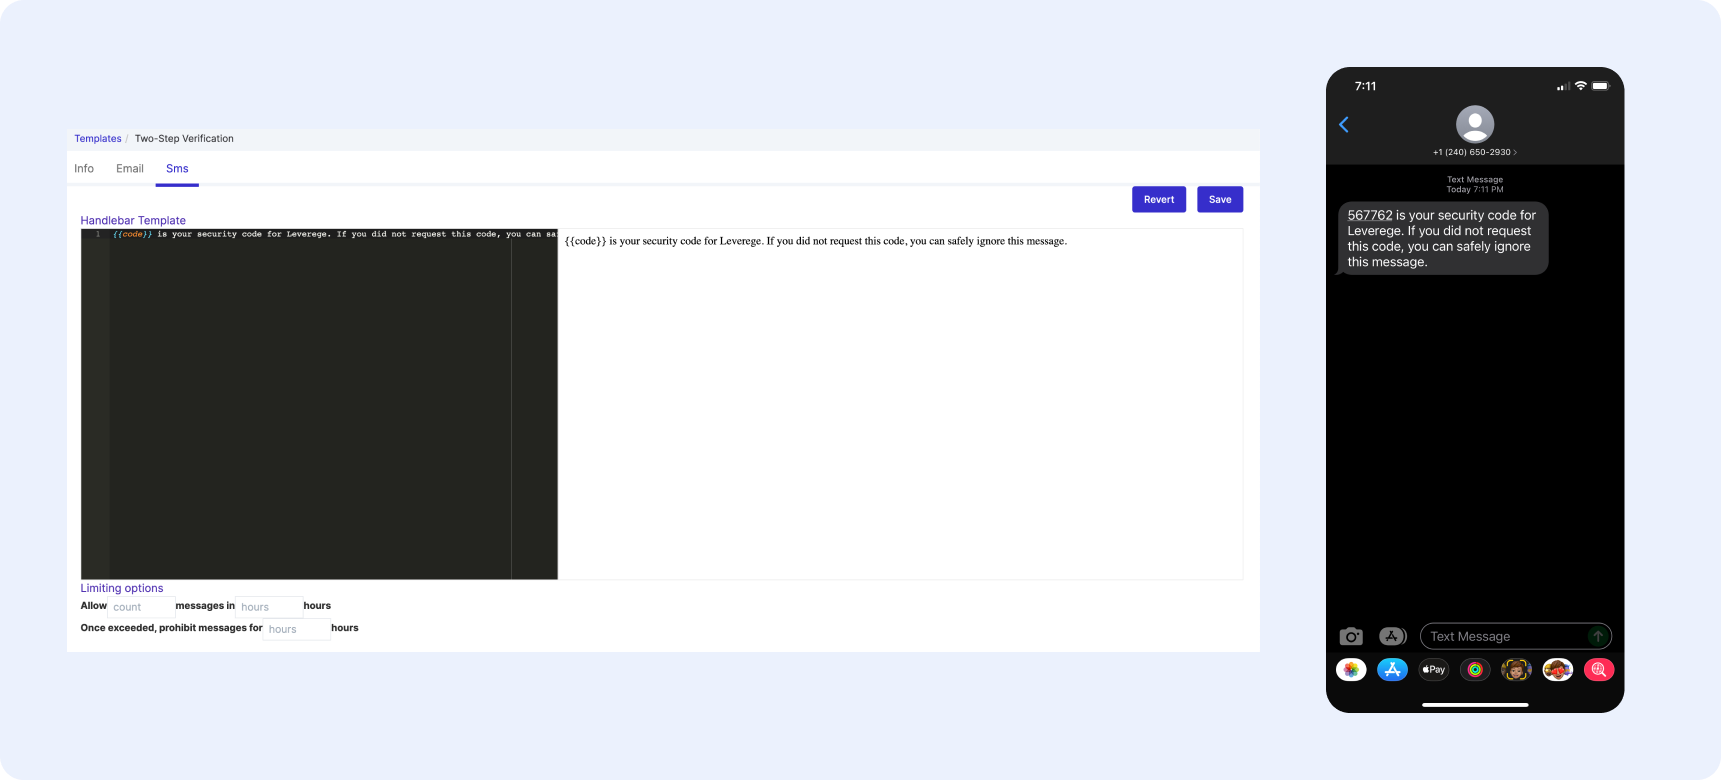 Templates / Two-Step Verification
Info Email Sms
Revert Save
Handlebar Template
1 {{code}} is your security code for Leverege. If you did not request this code, you can sa
{{code}} is your security code for Leverege. If you did not request this code, you can safely ignore this message.
Limiting options
Allow count messages in hours hours
Once exceeded, prohibit messages for hours hours
7:11
+1 (240) 650-2930 >
Text Message
Today 7:11 PM
567762 is your security code for
Leverege. If you did not request
this code, you can safely ignore
this message.
Text Message
Pay